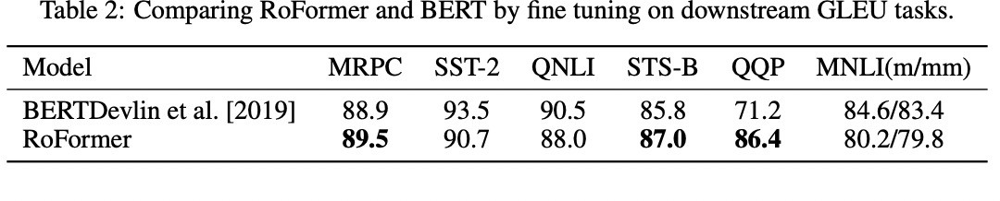 Table 2: Comparing RoFormer and BERT by fine tuning on downstream GLEU tasks.
Model MRPC SST-2 QNLI STS-B QQP MNLI(m/mm)
BERTDevlin et al. [2019] 88.9 93.5 90.5 85.8 71.2 84.6/83.4
RoFormer 89.5 90.7 88.0 87.0 86.4 80.2/79.8